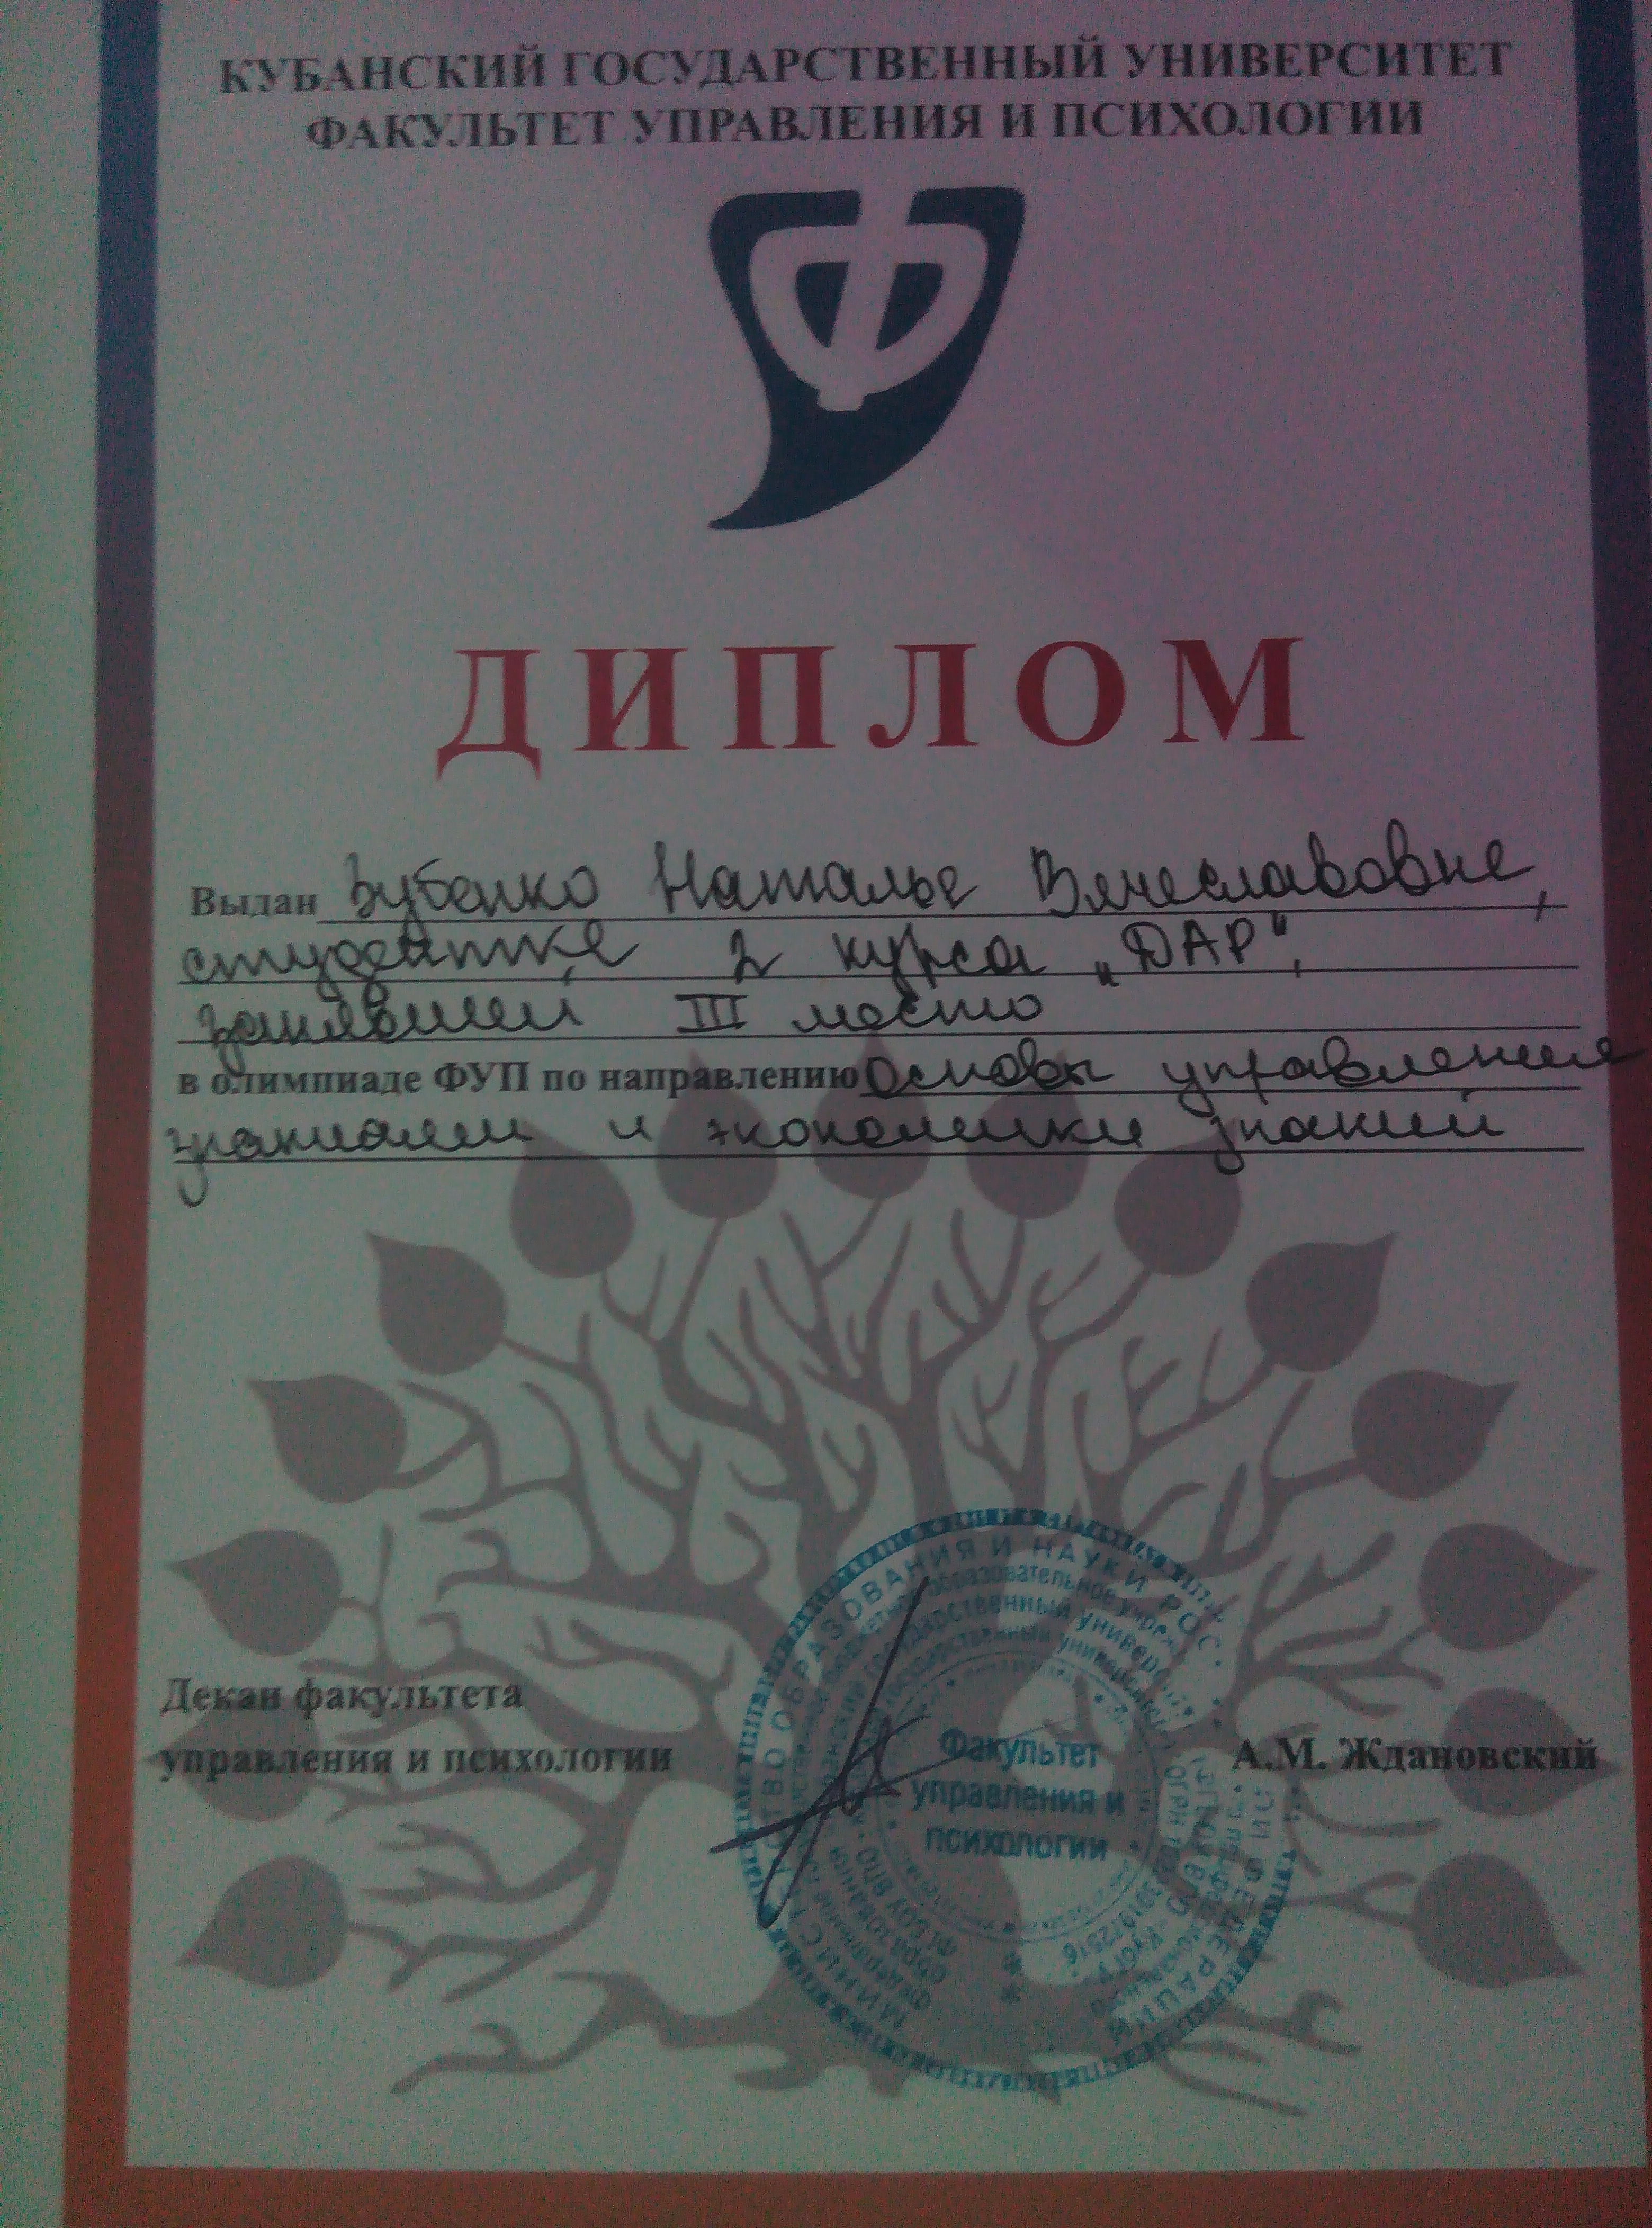 КУБАНСКИЙ ГОСУДАРСТВЕННЫЙ УНИВЕРСИТЕТ
ФАКУЛЬТЕТ УПРАВЛЕНИЯ И ПСИХОЛОГИИ
ДИПЛОМ
Выдан Зубенко Наталье Вячеславовне,
студентке 2 курса „ДАР",
занявшей III место
в олимпиаде ФУП по направлению Основы управления
знаниями и экономики знаний
Декан факультета
управления и психологии А.М. Ждановский
Факультет
управления и
психологии